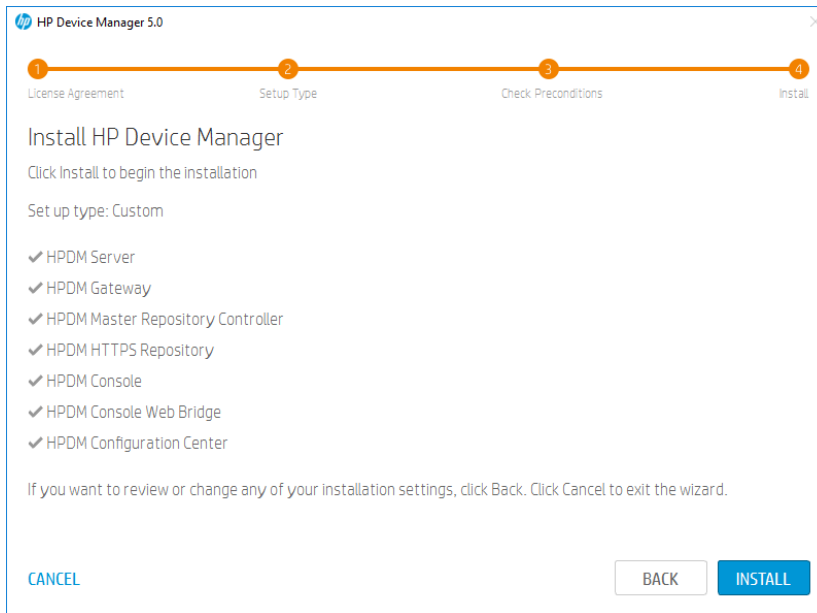 hp HP Device Manager 5.0
1 2 3 4
License Agreement Setup Type Check Preconditions Install
Install HP Device Manager
Click Install to begin the installation
Set up type: Custom
HPDM Server
HPDM Gateway
HPDM Master Repository Controller
HPDM HTTPS Repository
HPDM Console
HPDM Console Web Bridge
HPDM Configuration Center
If you want to review or change any of your installation settings, click Back. Click Cancel to exit the wizard.
CANCEL BACK INSTALL